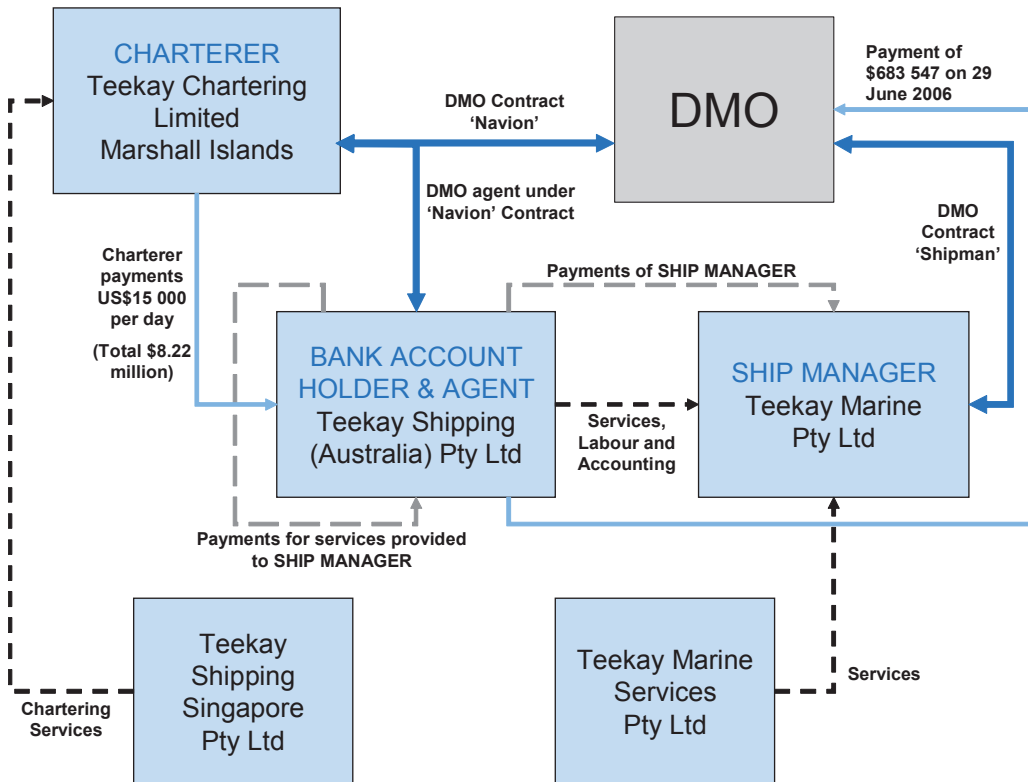 CHARTERER
Teekay Chartering
Limited
Marshall Islands
DMO Contract
‘Navion’
DMO
Payment of
$683 547 on 29
June 2006
DMO agent under
‘Navion’ Contract
DMO
Contract
‘Shipman’
Charterer
payments
US$15 000
per day
(Total $8.22
million)
Payments of SHIP MANAGER
BANK ACCOUNT
HOLDER & AGENT
Teekay Shipping
(Australia) Pty Ltd
Services,
Labour and
Accounting
SHIP MANAGER
Teekay Marine
Pty Ltd
Payments for services provided
to SHIP MANAGER
Chartering
Services
Teekay
Shipping
Singapore
Pty Ltd
Teekay Marine
Services
Pty Ltd
Services